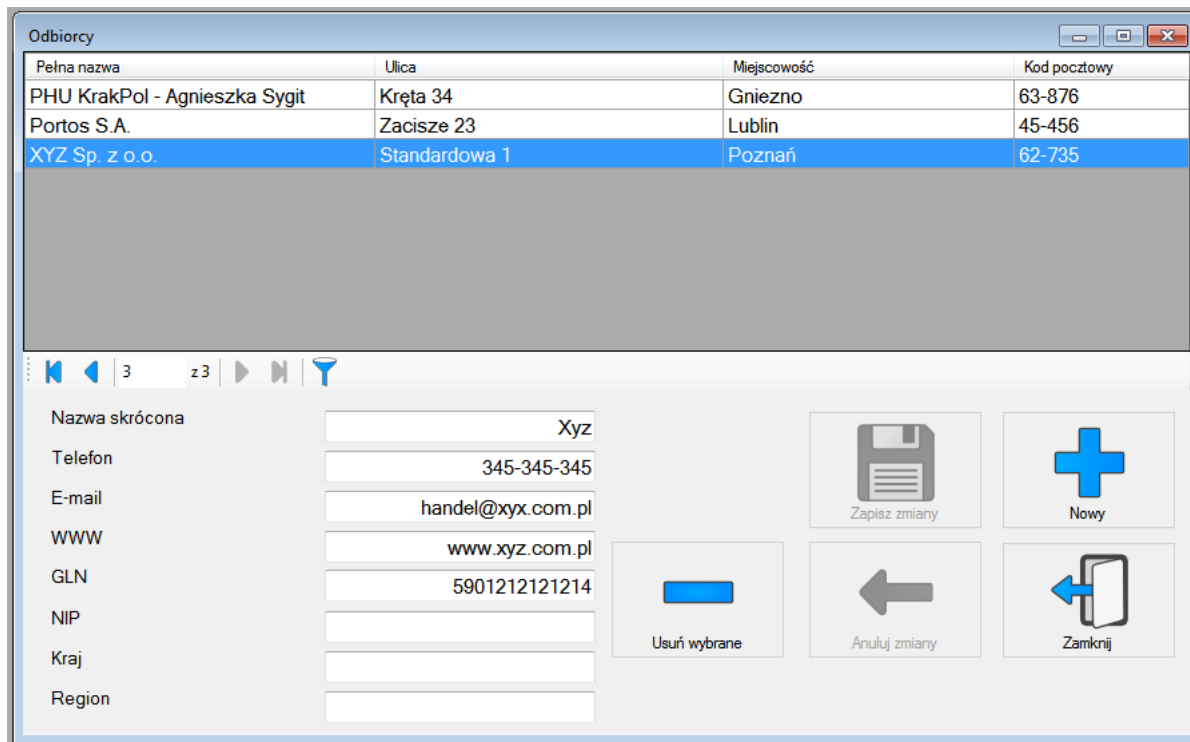 Odbiorcy
Pełna nazwa Ulica Miejscowość Kod pocztowy
PHU KrakPol - Agnieszka Sygit Kręta 34 Gniezno 63-876
Portos S.A. Zacisze 23 Lublin 45-456
XYZ Sp. z o.o. Standardowa 1 Poznań 62-735
3 z 3
Nazwa skrócona Xyz
Telefon 345-345-345
E-mail handel@xyx.com.pl
WWW www.xyz.com.pl
GLN 5901212121214
NIP
Kraj
Region
Zapisz zmiany Nowy
Usuń wybrane Anuluj zmiany Zamknij